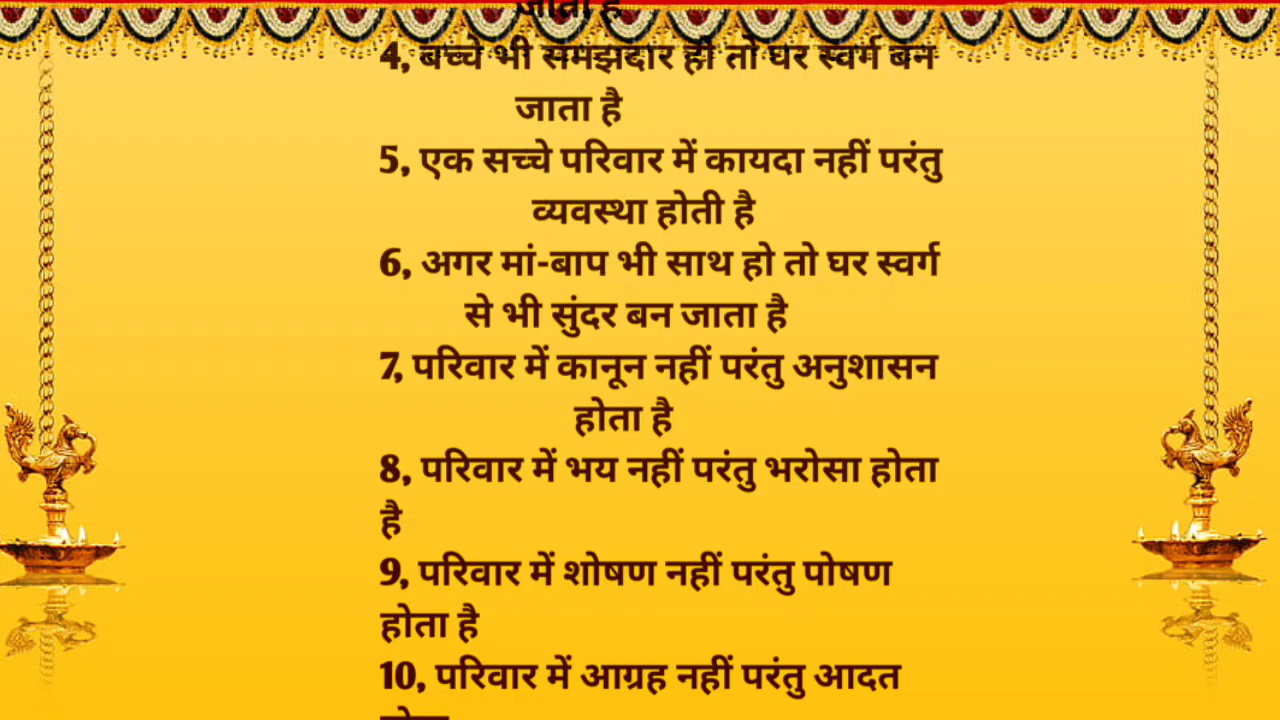 जाता है
4, बच्चे भी समझदार हो तो घर स्वर्ग बन
जाता है
5, एक सच्चे परिवार में कायदा नहीं परंतु
व्यवस्था होती है
6, अगर मां-बाप भी साथ हो तो घर स्वर्ग
से भी सुंदर बन जाता है
7, परिवार में कानून नहीं परंतु अनुशासन
होता है
8, परिवार में भय नहीं परंतु भरोसा होता
है
9, परिवार में शोषण नहीं परंतु पोषण
होता है
10, परिवार में आग्रह नहीं परंतु आदत